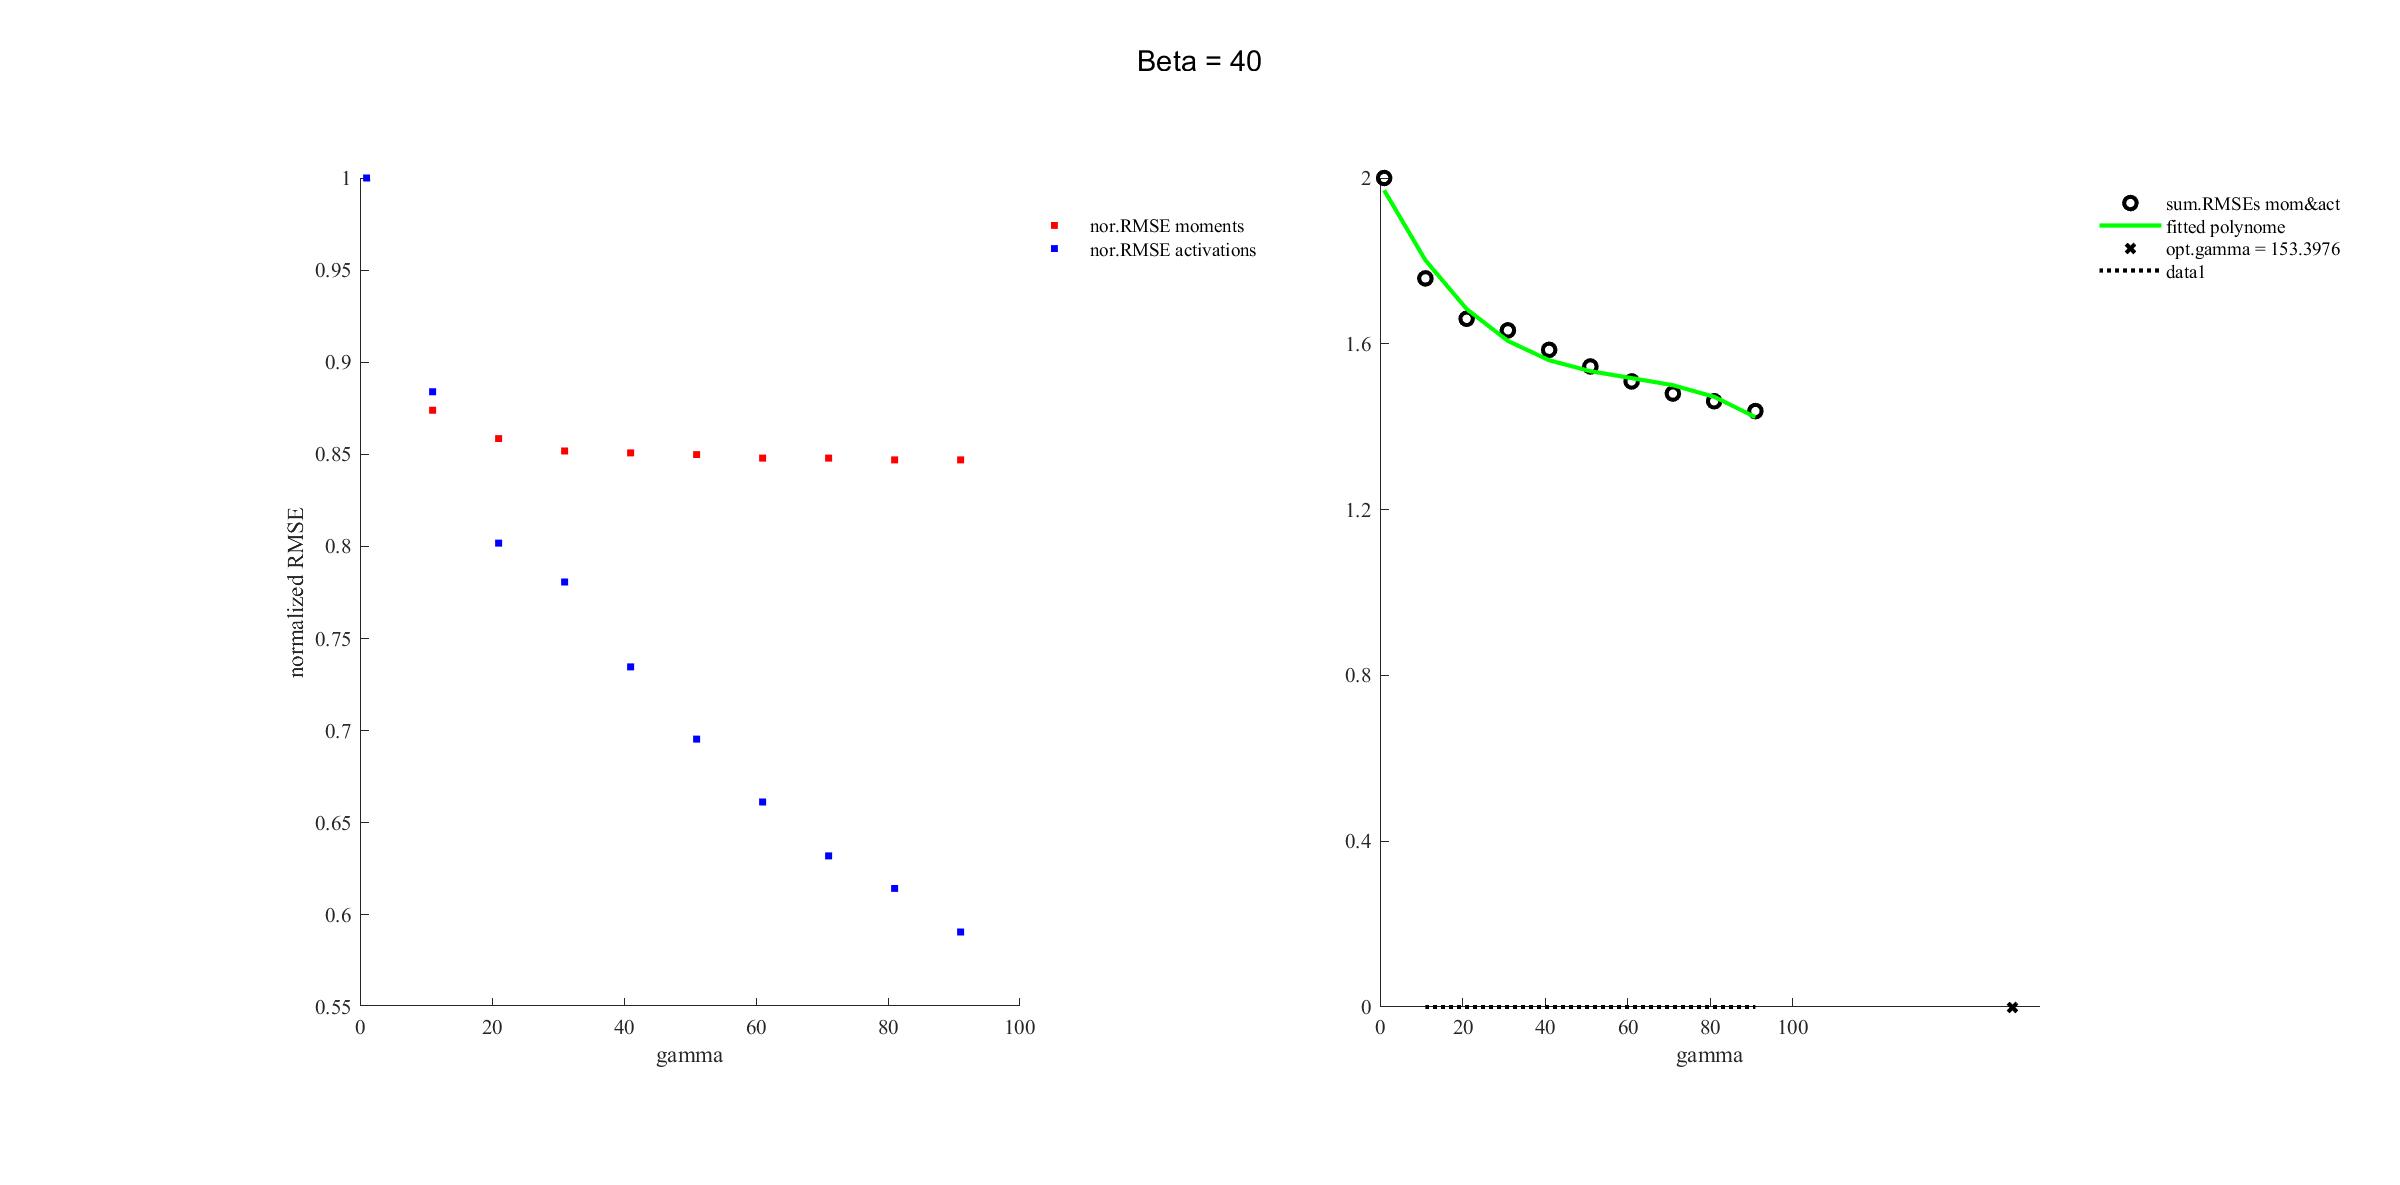 Beta = 40
1
0.95
0.9
0.85
0.8
0.75
0.7
0.65
0.6
0.55
normalized RMSE
0 20 40 60 80 100
gamma
nor.RMSE moments
nor.RMSE activations
2
1.6
1.2
0.8
0.4
0
0 20 40 60 80 100
gamma
sum.RMSEs mom&act
fitted polynome
opt.gamma = 153.3976
data1